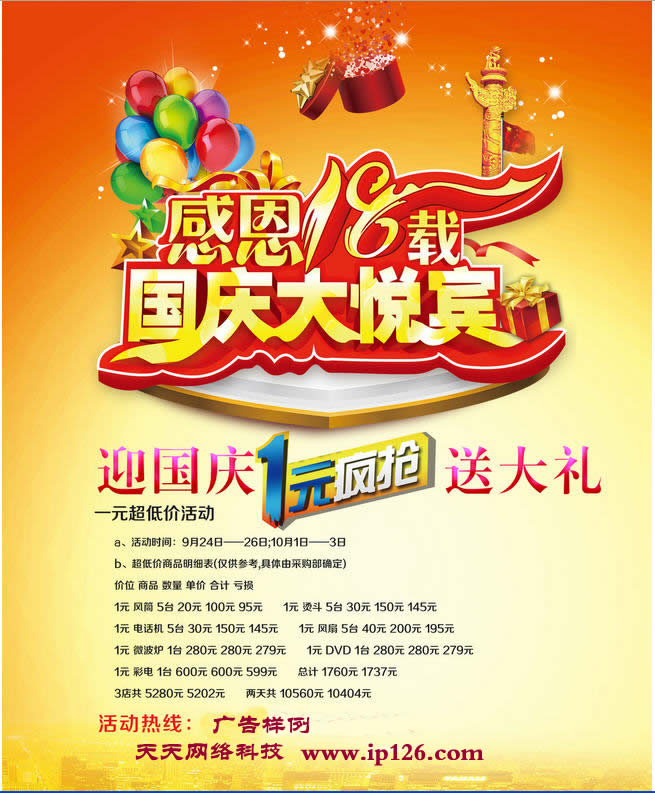 感恩18载
国庆大悦宾
迎国庆 1元疯抢 送大礼
一元超低价活动
a、活动时间：9月24日——26日;10月1日——3日
b、超低价商品明细表(仅供参考,具体由采购部确定)
价位 商品 数量 单价 合计 亏损
1元 风筒 5台 20元 100元 95元 1元 烫斗 5台 30元 150元 145元
1元 电话机 5台 30元 150元 145元 1元 风扇 5台 40元 200元 195元
1元 微波炉 1台 280元 280元 279元 1元 DVD 1台 280元 280元 279元
1元 彩电 1台 600元 600元 599元 总计 1760元 1737元
3店共 5280元 5202元 两天共 10560元 10404元
活动热线： 广告样例
天天网络科技 www.ip126.com